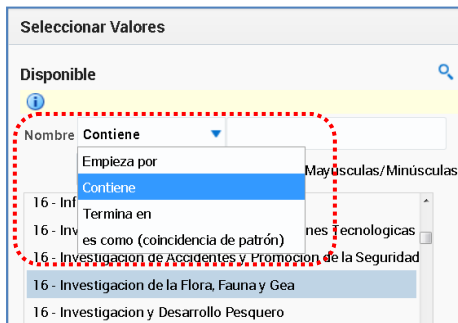 Seleccionar Valores
Disponible
Nombre Contiene
Empieza por
Contiene Mayúsculas/Minúsculas
Termina en
es como (coincidencia de patrón)
16 - Inf
16 - Inv nes Tecnologicas
16 - Investigacion de Accidentes y Promocion de la Seguridad
16 - Investigacion de la Flora, Fauna y Gea
16 - Investigacion y Desarrollo Pesquero